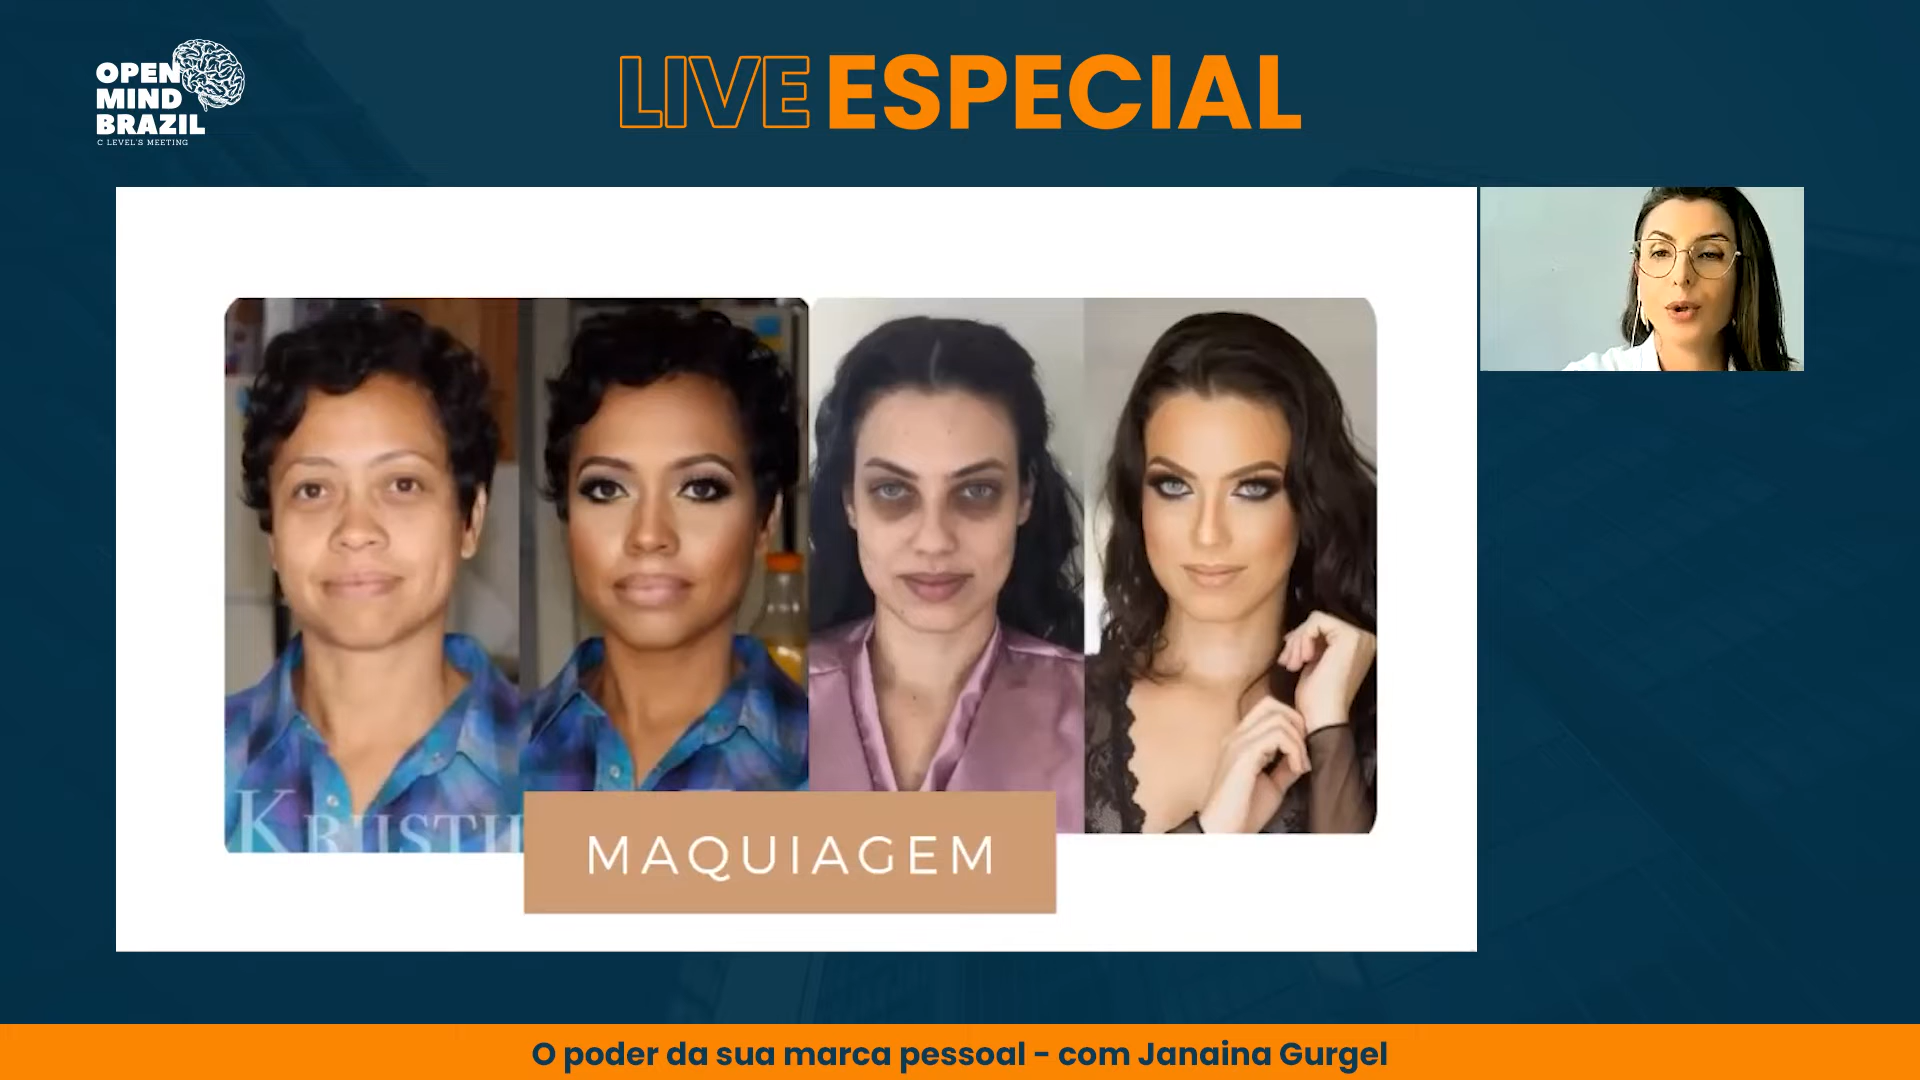 OPEN
MIND
BRAZIL
C LEVEL'S MEETING
LIVE ESPECIAL
MAQUIAGEM
O poder da sua marca pessoal - com Janaina Gurgel